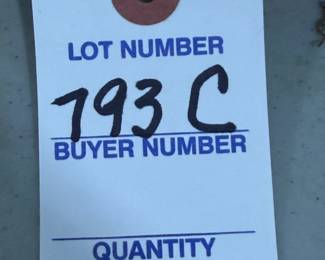 LOT NUMBER
793 C
BUYER NUMBER
QUANTITY